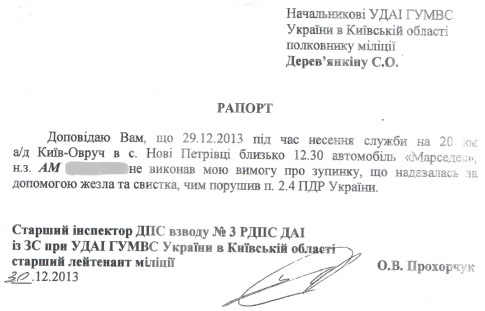 Начальникові УДАІ ГУМВС
України в Київській області
полковнику міліції
Дерев'янкіну С.О.
РАПОРТ
Доповідаю Вам, що 29.12.2013 під час несення служби на 20 км
а/д Київ-Овруч в с. Нові Петрівці близько 12.30 автомобіль «Марседес»,
н.з. АМ не виконав мою вимогу про зупинку, що надавалась за
допомогою жезла та свистка, чим порушив п. 2.4 ПДР України.
Старший інспектор ДПС взводу № 3 РДПС ДАІ
із ЗС при УДАІ ГУМВС України в Київській області
старший лейтенант міліції О.В. Прохорчук
30.12.2013